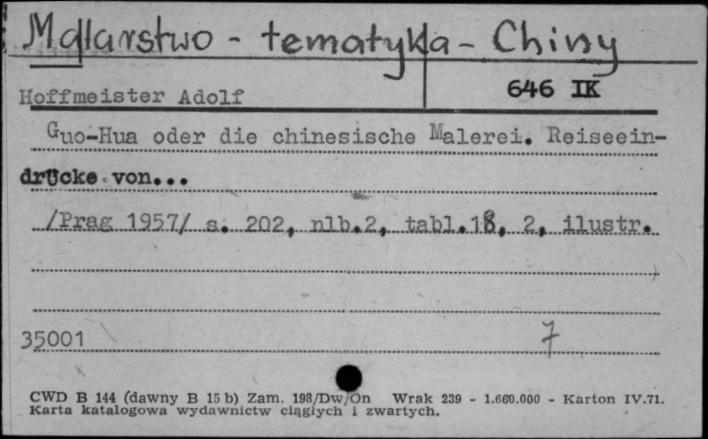 Malarstwo - tematyka - Chiny
646 IK
Hoffmeister Adolf
Guo-Hua oder die chinesische Malerei. Reiseein-
drücke von...
/Prag 1957/ s. 202, nlb.2, tabl.18, 2, ilustr.
35001 7
CWD B 144 (dawny B 15 b) Zam. 198/Dw/On Wrak 239 - 1.660.000 - Karton IV.71.
Karta katalogowa wydawnictw ciągłych i zwartych.